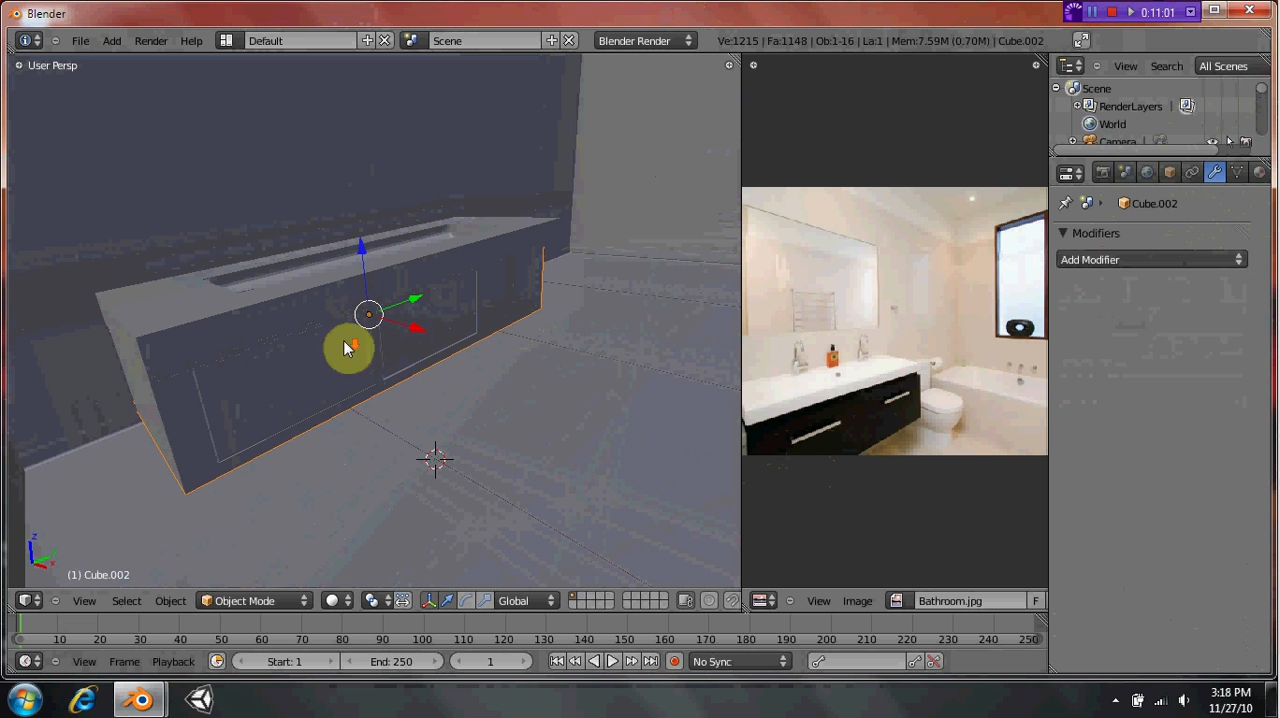 Blender
0:11:01
File Add Render Help Default Scene Blender Render Ve:1215 | Fa:1148 | Ob:1-16 | La:1 | Mem:7.59M (0.70M) | Cube.002
User Persp
View Search All Scenes
Scene
RenderLayers |
World
Camera |
Cube.002
Modifiers
Add Modifier
Z
(1) Cube.002
View Select Object Object Mode Global View Image Bathroom.jpg F
0 10 20 30 40 50 60 70 80 90 100 110 120 130 140 150 160 170 180 190 200 210 220 230 240 250
View Frame Playback Start: 1 End: 250 1 No Sync
3:18 PM
11/27/10